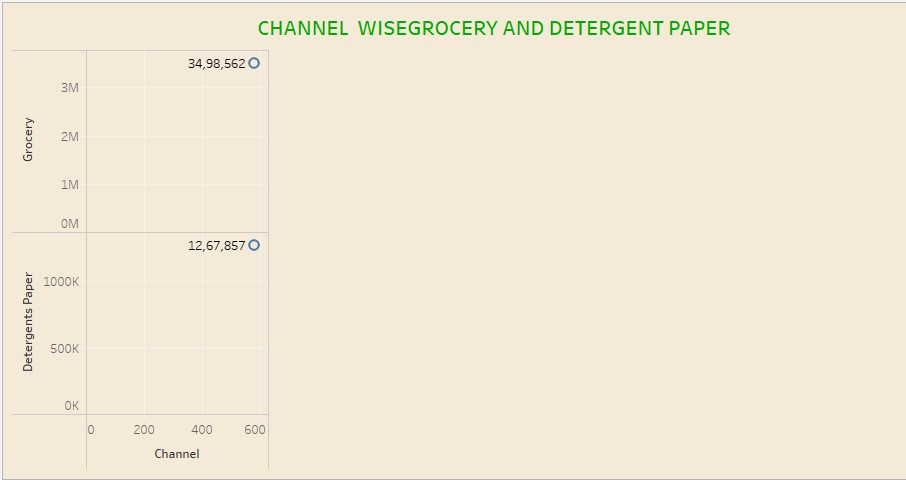 CHANNEL  WISEGROCERY AND DETERGENT PAPER
34,98,562
3M
2M
1M
0M
Grocery
12,67,857
1000K
500K
0K
Detergents Paper
0 200 400 600
Channel